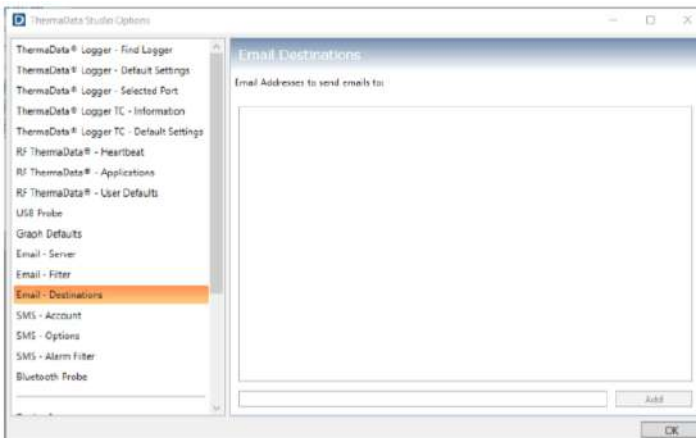 ThermaData Studio Options
ThermaData® Logger - Find Logger
ThermaData® Logger - Default Settings
ThermaData® Logger - Selected Port
ThermaData® Logger TC - Information
ThermaData® Logger TC - Default Settings
RF ThermaData® - Heartbeat
RF ThermaData® - Applications
RF ThermaData® - User Defaults
USB Probe
Graph Defaults
Email - Server
Email - Filter
Email - Destinations
SMS - Account
SMS - Options
SMS - Alarm Filter
Bluetooth Probe
Email Destinations
Email Addresses to send emails to:
Add
OK